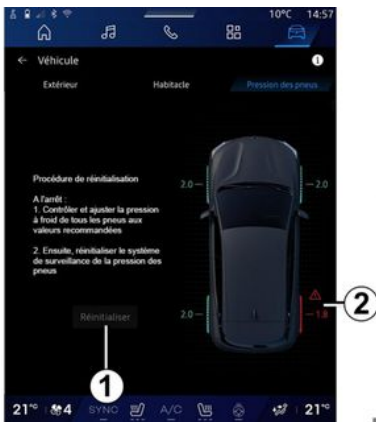 10°C 14:57
Véhicule
Extérieur Habitacle Pression des pneus
Procédure de réinitialisation
A l'arrêt :
1. Contrôler et ajuster la pression
à froid de tous les pneus aux
valeurs recommandées
2. Ensuite, réinitialiser le système
de surveillance de la pression des
pneus
2.0 2.0
2.0 1.8
2
Réinitialiser
1
21°C 4 SYNC A/C 21°C